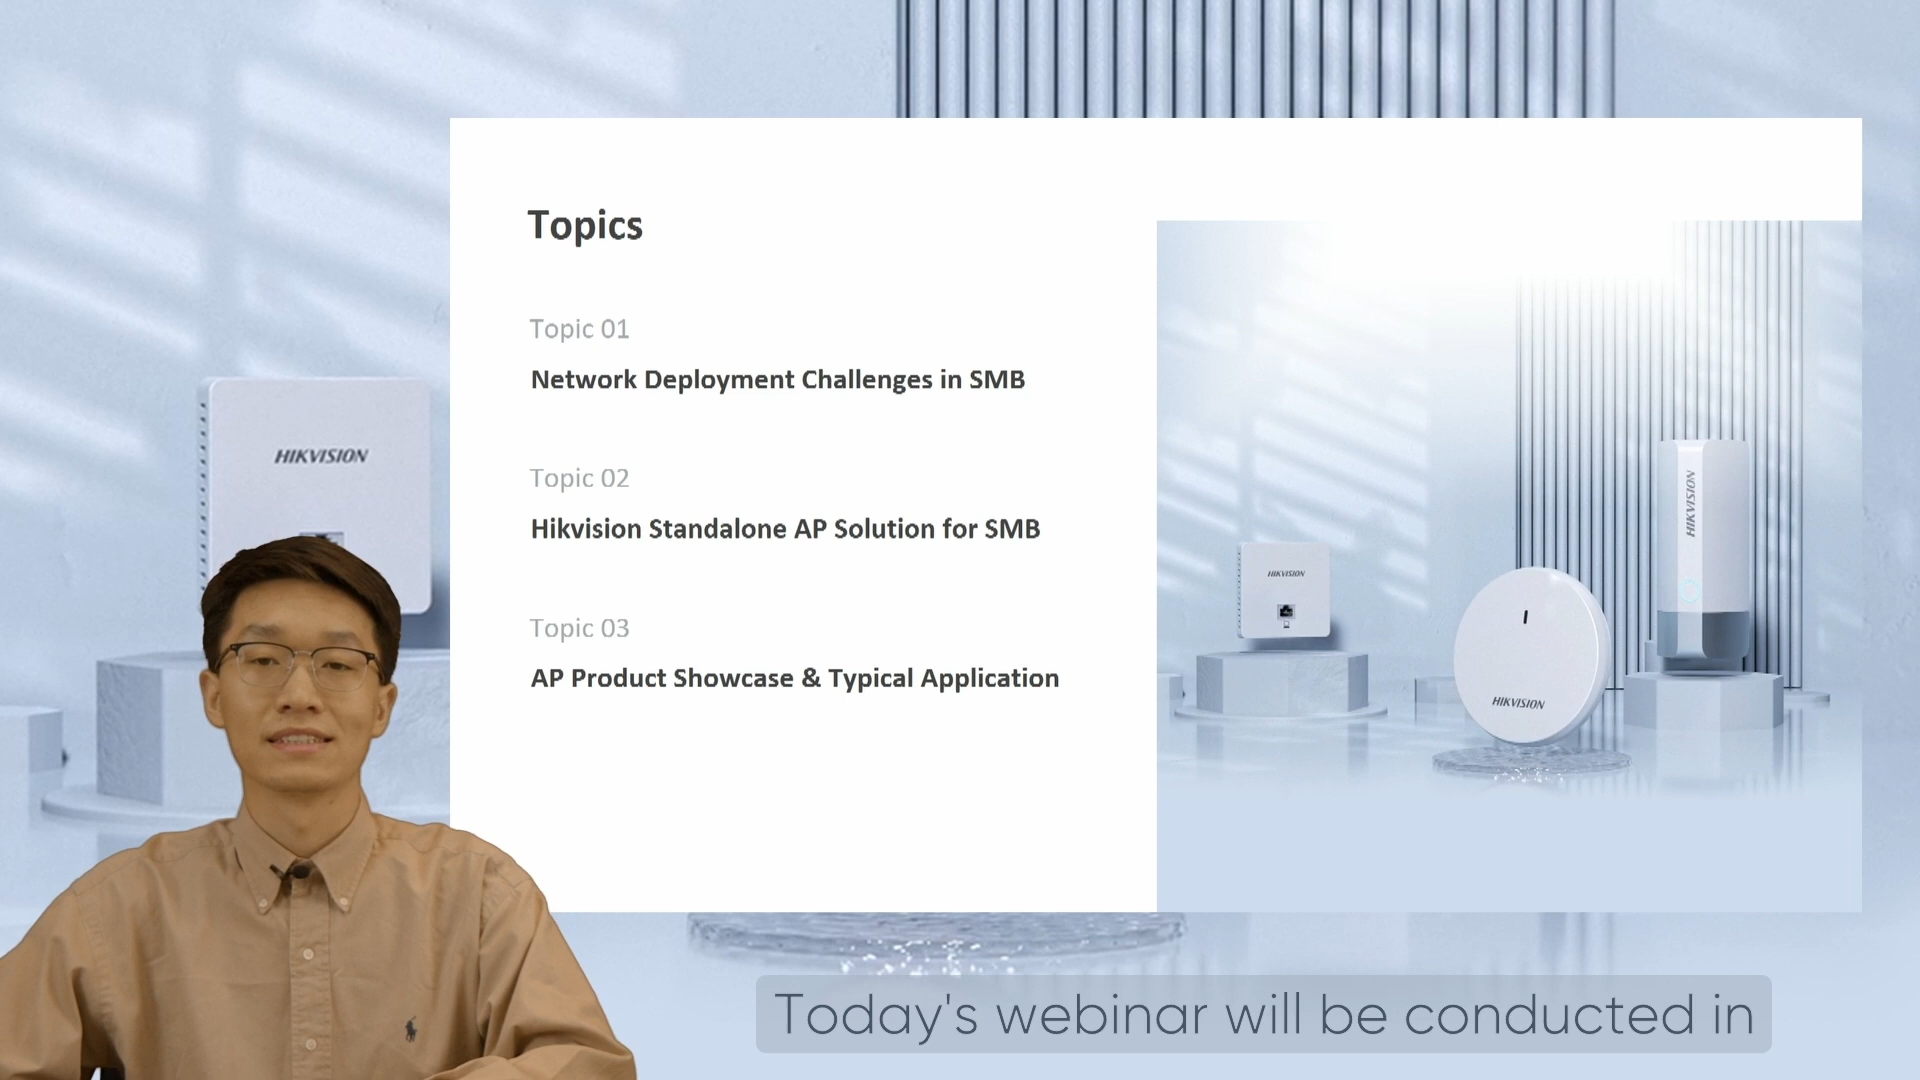 Topics
Topic 01
Network Deployment Challenges in SMB
Topic 02
Hikvision Standalone AP Solution for SMB
Topic 03
AP Product Showcase & Typical Application
HIKVISION
HIKVISION
HIKVISION
HIKVISION
Today's webinar will be conducted in